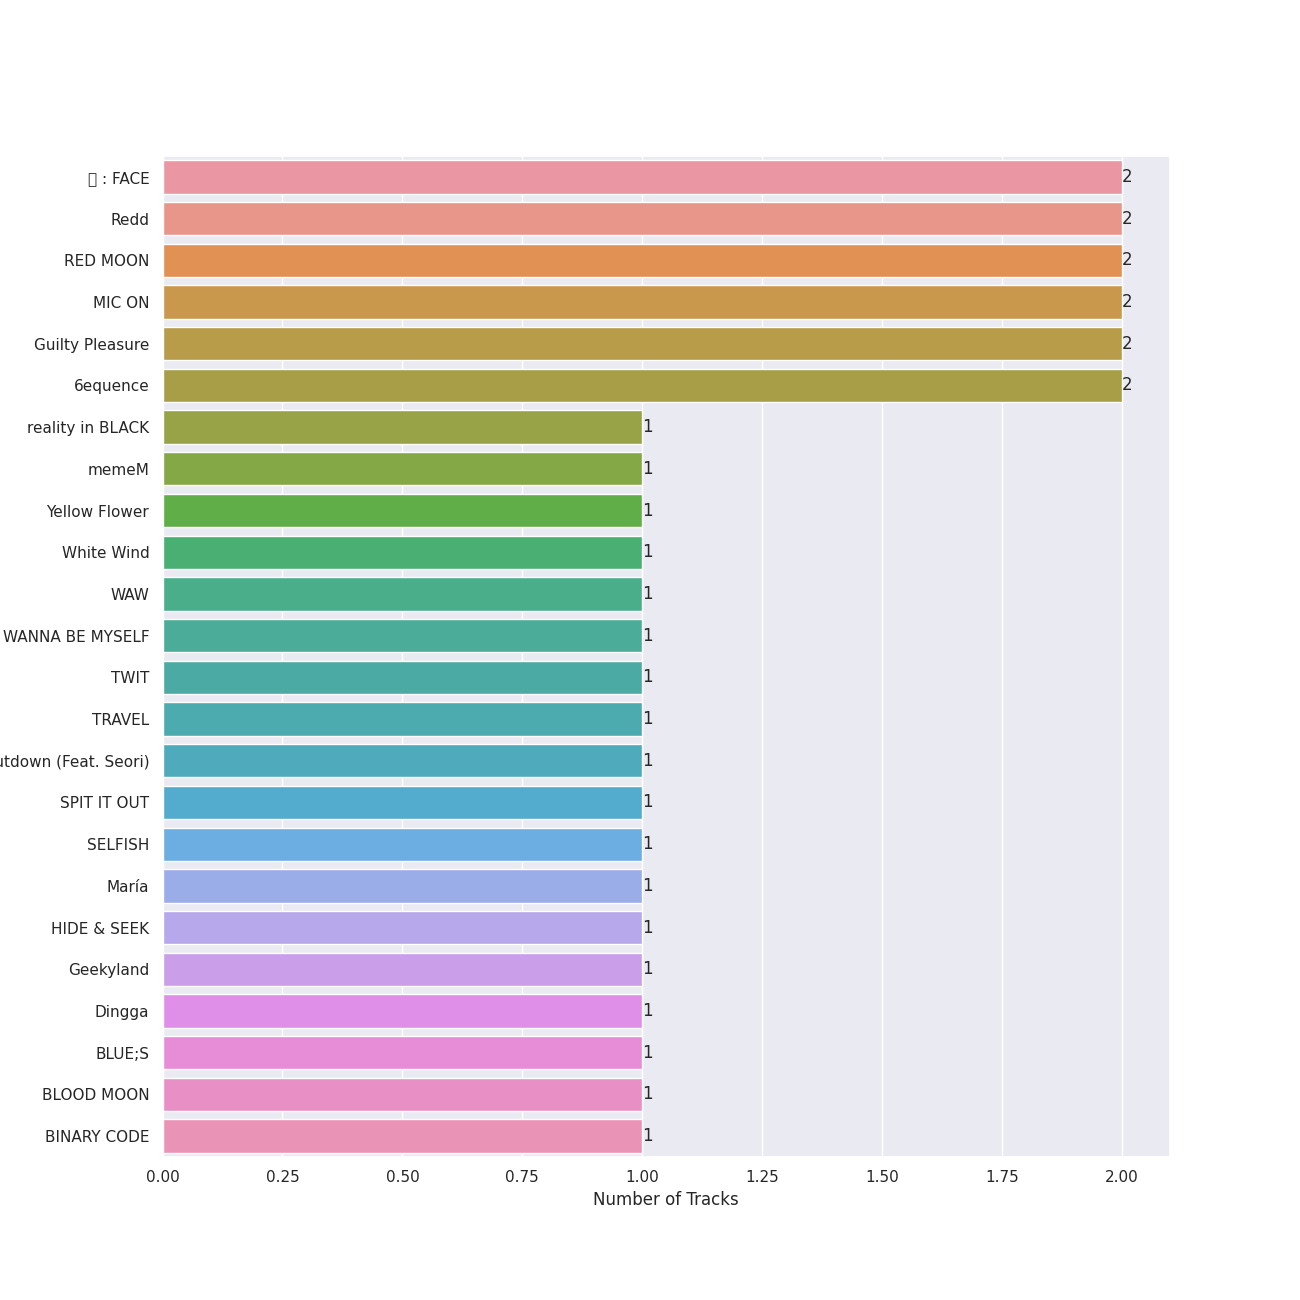 : FACE 2
Redd 2
RED MOON 2
MIC ON 2
Guilty Pleasure 2
6equence 2
reality in BLACK 1
memeM 1
Yellow Flower 1
White Wind 1
WAW 1
WANNA BE MYSELF 1
TWIT 1
TRAVEL 1
(Feat. Seori) 1
SPIT IT OUT 1
SELFISH 1
María 1
HIDE & SEEK 1
Geekyland 1
Dingga 1
BLUE;S 1
BLOOD MOON 1
BINARY CODE 1
0.00 0.25 0.50 0.75 1.00 1.25 1.50 1.75 2.00
Number of Tracks